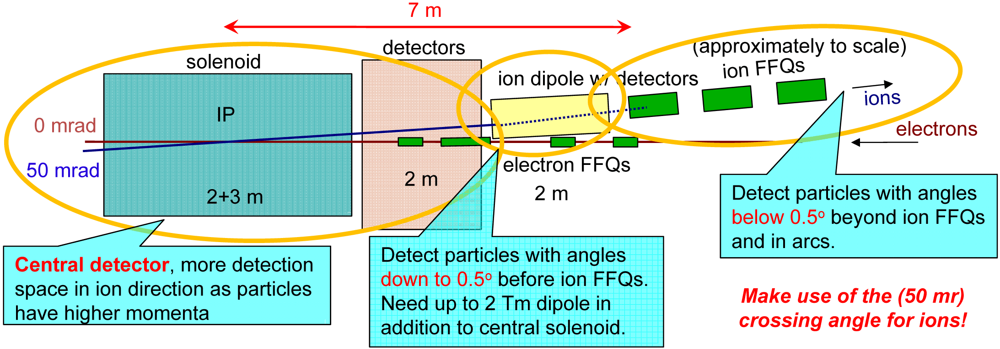 7 m
detectors
(approximately to scale)
solenoid
ion FFQs
ion dipole w/ detectors
ions
IP
0 mrad
electrons
50 mrad
electron FFQs
2 m
2 m
2+3 m
Detect particles with angles
below 0.5º beyond ion FFQs
and in arcs.
Central detector, more detection
space in ion direction as particles
have higher momenta
Detect particles with angles
down to 0.5º before ion FFQs.
Need up to 2 Tm dipole in
addition to central solenoid.
Make use of the (50 mr)
crossing angle for ions!